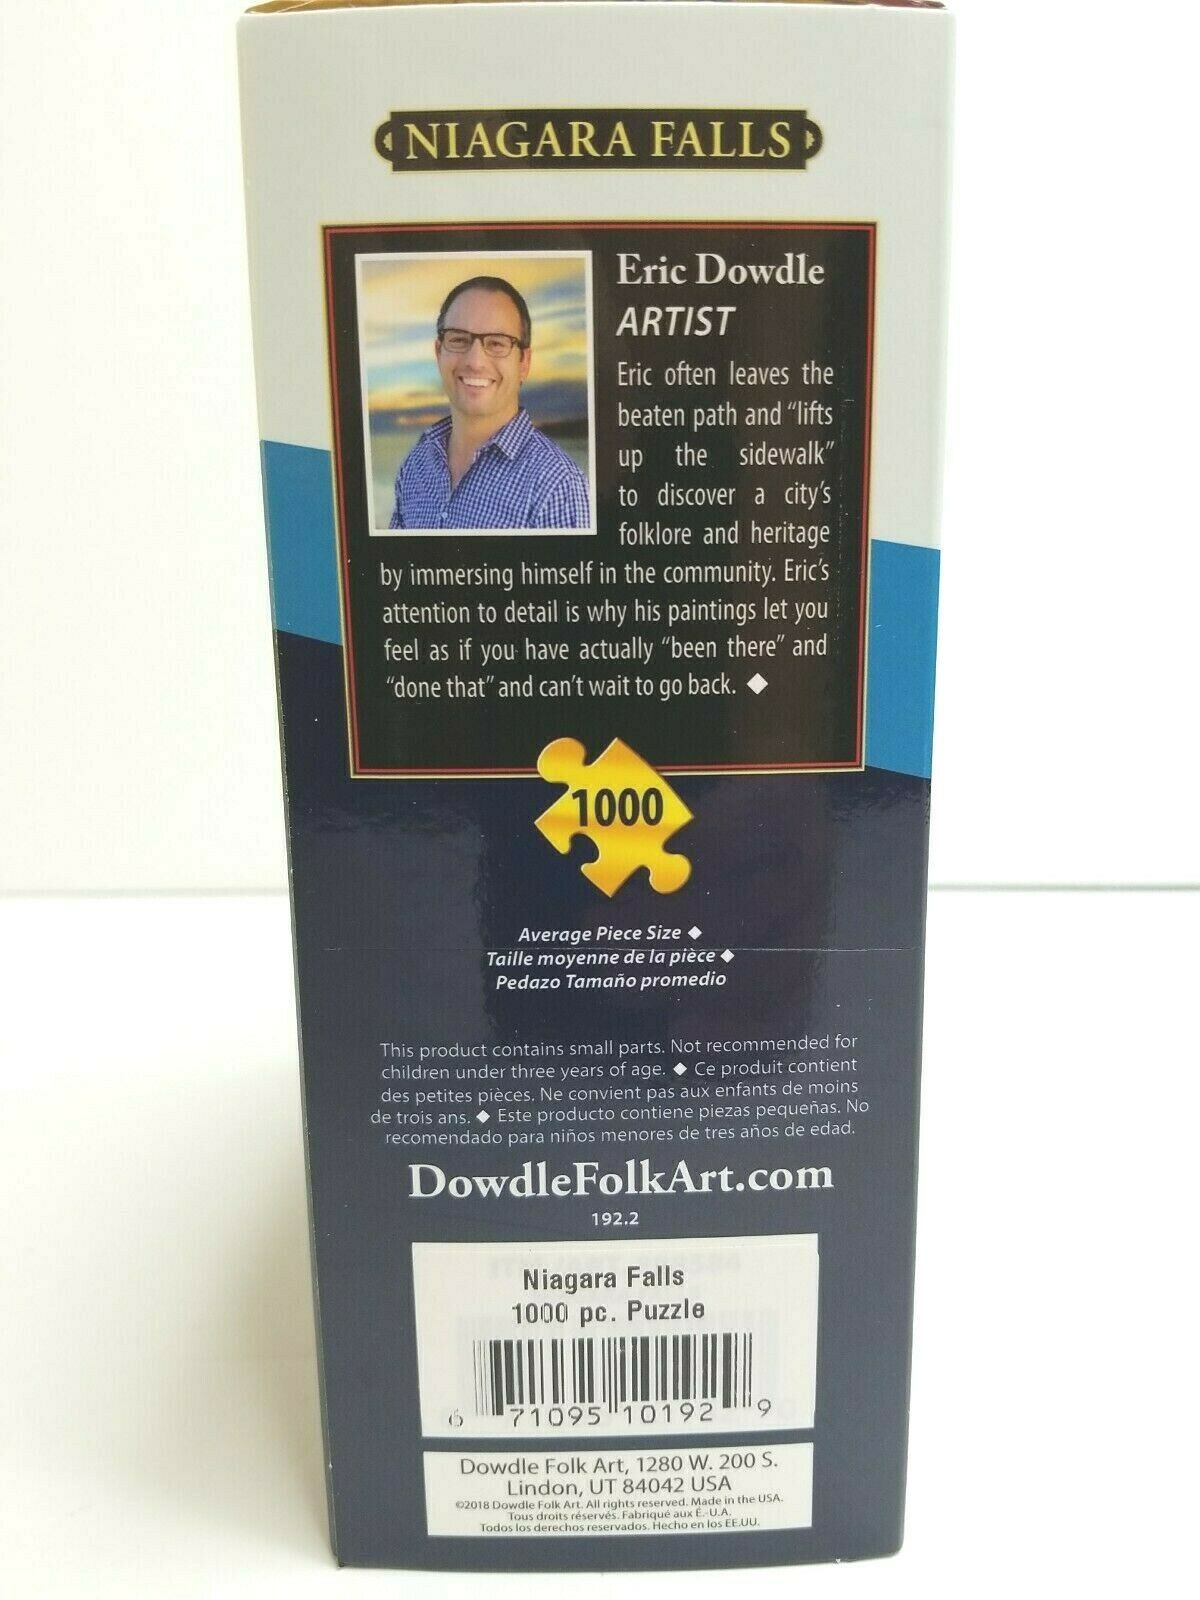 NIAGARA FALLS
Eric Dowdle
ARTIST
Eric often leaves the
beaten path and “lifts
up the sidewalk”
to discover a city’s
folklore and heritage
by immersing himself in the community. Eric’s
attention to detail is why his paintings let you
feel as if you have actually “been there” and
“done that” and can’t wait to go back. ◆
1000
Average Piece Size ◆
Taille moyenne de la pièce ◆
Pedazo Tamaño promedio
This product contains small parts. Not recommended for
children under three years of age. ◆ Ce produit contient
des petites pièces. Ne convient pas aux enfants de moins
de trois ans. ◆ Este producto contiene piezas pequeñas. No
recomendado para niños menores de tres años de edad.
DowdleFolkArt.com
192.2
Niagara Falls
1000 pc. Puzzle
6 71095 10192 9
Dowdle Folk Art, 1280 W. 200 S.
Lindon, UT 84042 USA
©2018 Dowdle Folk Art. All rights reserved. Made in the USA.
Tous droits réservés. Fabriqué aux É.-U.A.
Todos los derechos reservados. Hecho en los EE.UU.